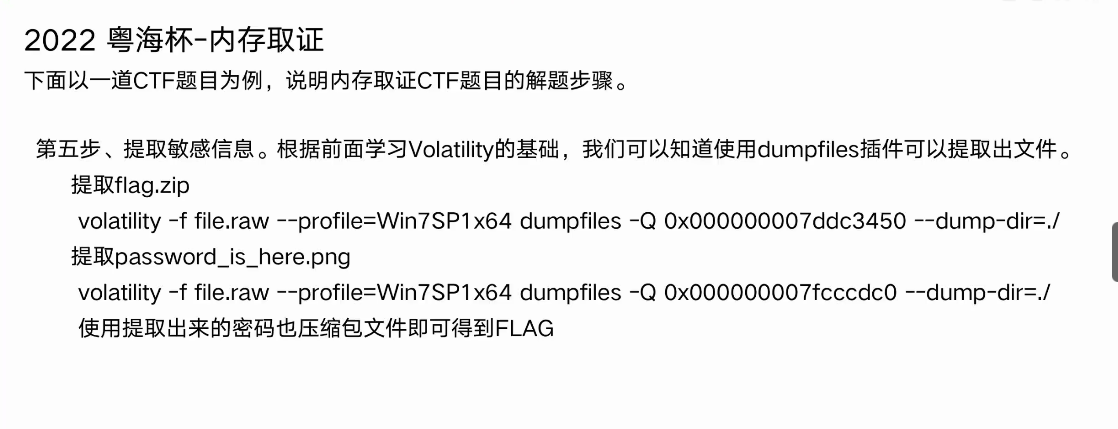 2022 粤海杯-内存取证
下面以一道CTF题目为例，说明内存取证CTF题目的解题步骤。
第五步、提取敏感信息。根据前面学习Volatility的基础，我们可以知道使用dumpfiles插件可以提取出文件。
提取flag.zip
volatility -f file.raw --profile=Win7SP1x64 dumpfiles -Q 0x000000007ddc3450 --dump-dir=./
提取password_is_here.png
volatility -f file.raw --profile=Win7SP1x64 dumpfiles -Q 0x000000007fcccdc0 --dump-dir=./
使用提取出来的密码也压缩包文件即可得到FLAG